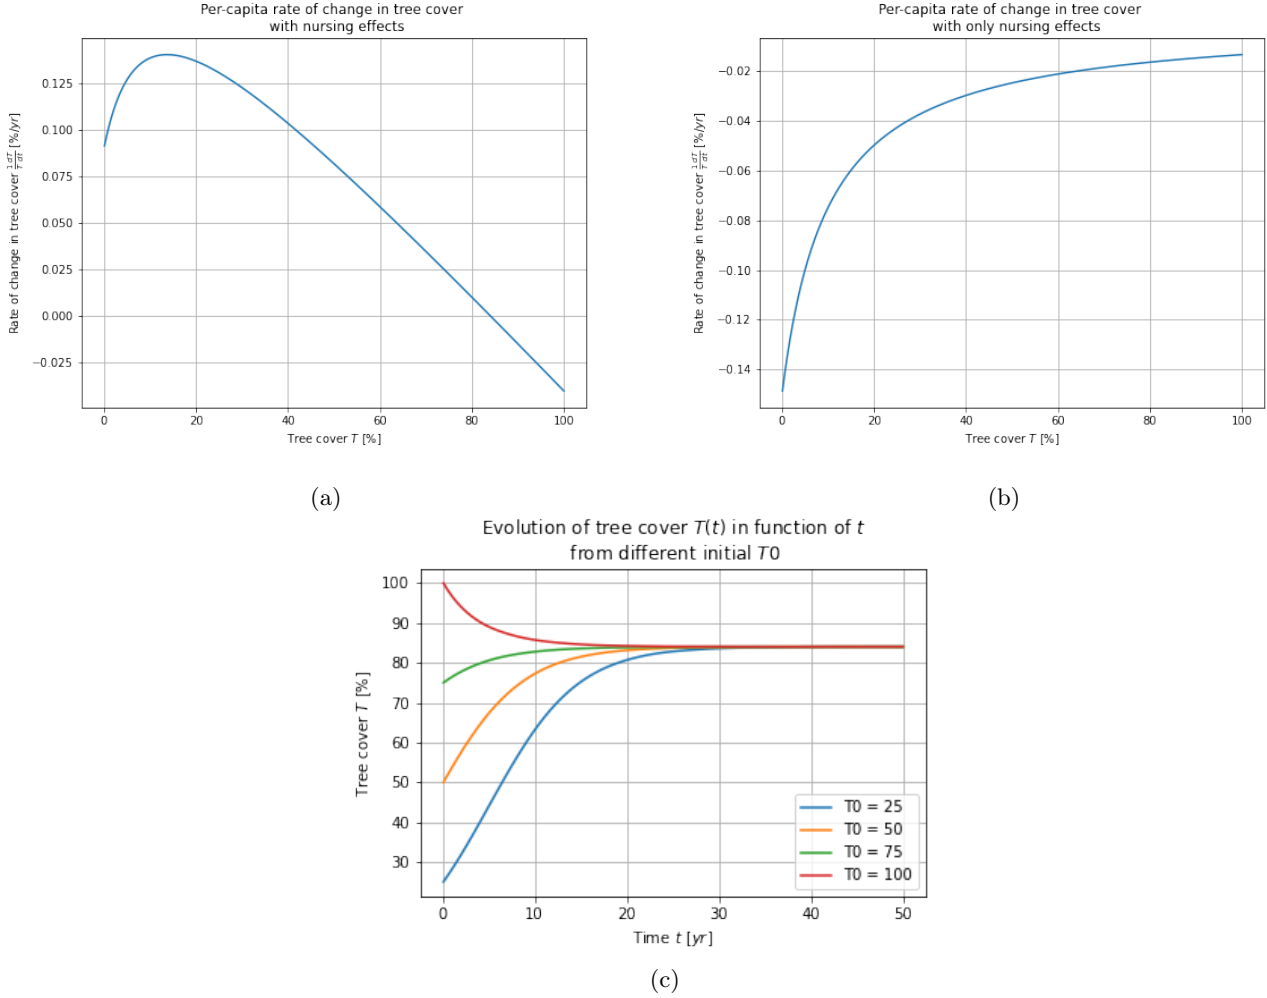 Per-capita rate of change in tree cover
with nursing effects
Rate of change in tree cover 1/T dT/dt [%/yr]
0.125
0.100
0.075
0.050
0.025
0.000
−0.025
0 20 40 60 80 100
Tree cover T [%]
(a)
Per-capita rate of change in tree cover
with only nursing effects
Rate of change in tree cover 1/T dT/dt [%/yr]
−0.02
−0.04
−0.06
−0.08
−0.10
−0.12
−0.14
0 20 40 60 80 100
Tree cover T [%]
(b)
Evolution of tree cover T(t) in function of t
from different initial T0
Tree cover T [%]
100
90
80
70
60
50
40
30
T0 = 25
T0 = 50
T0 = 75
T0 = 100
0 10 20 30 40 50
Time t [yr]
(c)